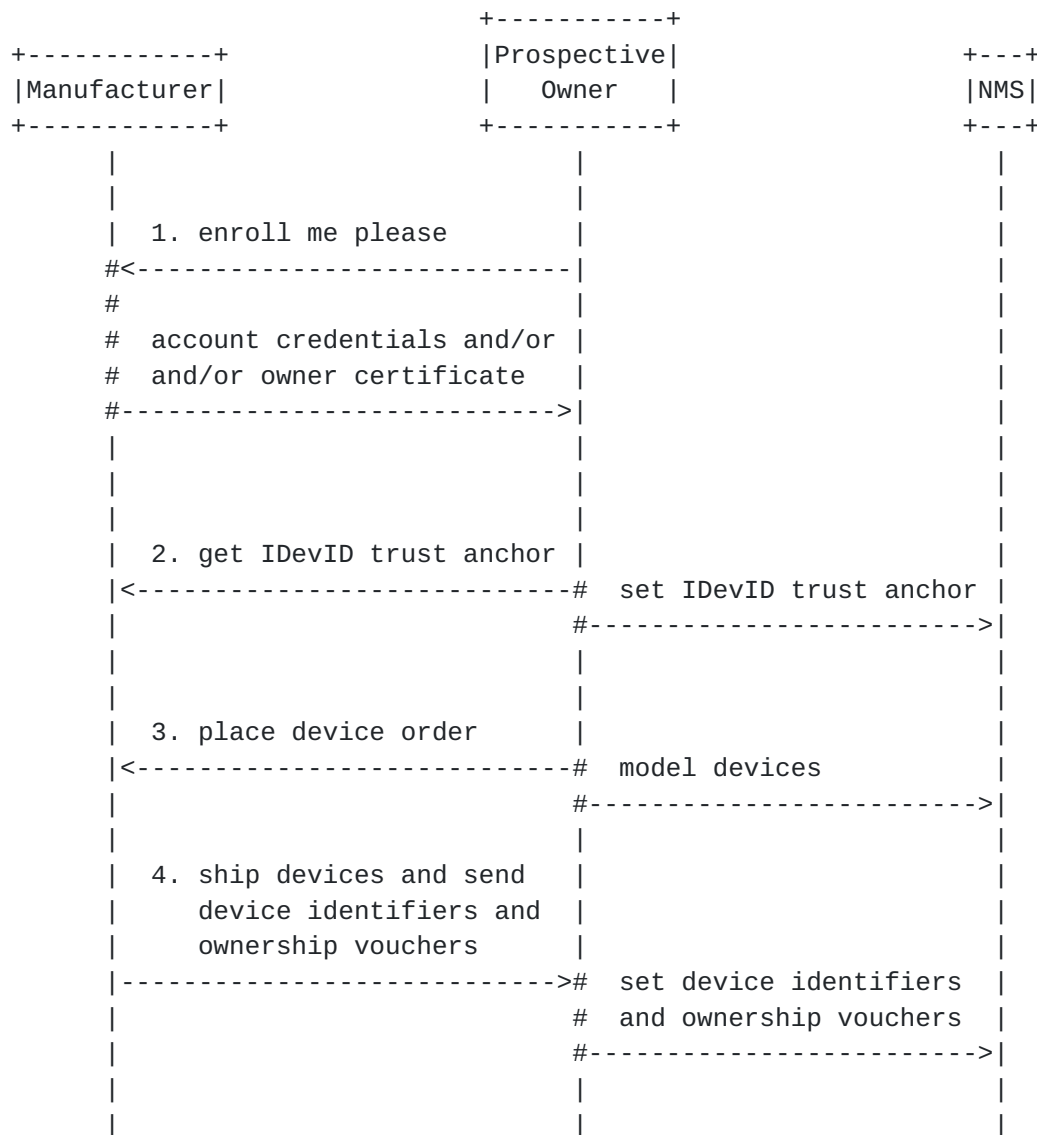 Prospective
Manufacturer Owner NMS
1. enroll me please
account credentials and/or
and/or owner certificate
2. get IDevID trust anchor
set IDevID trust anchor
3. place device order
model devices
4. ship devices and send
device identifiers and
ownership vouchers
set device identifiers
and ownership vouchers